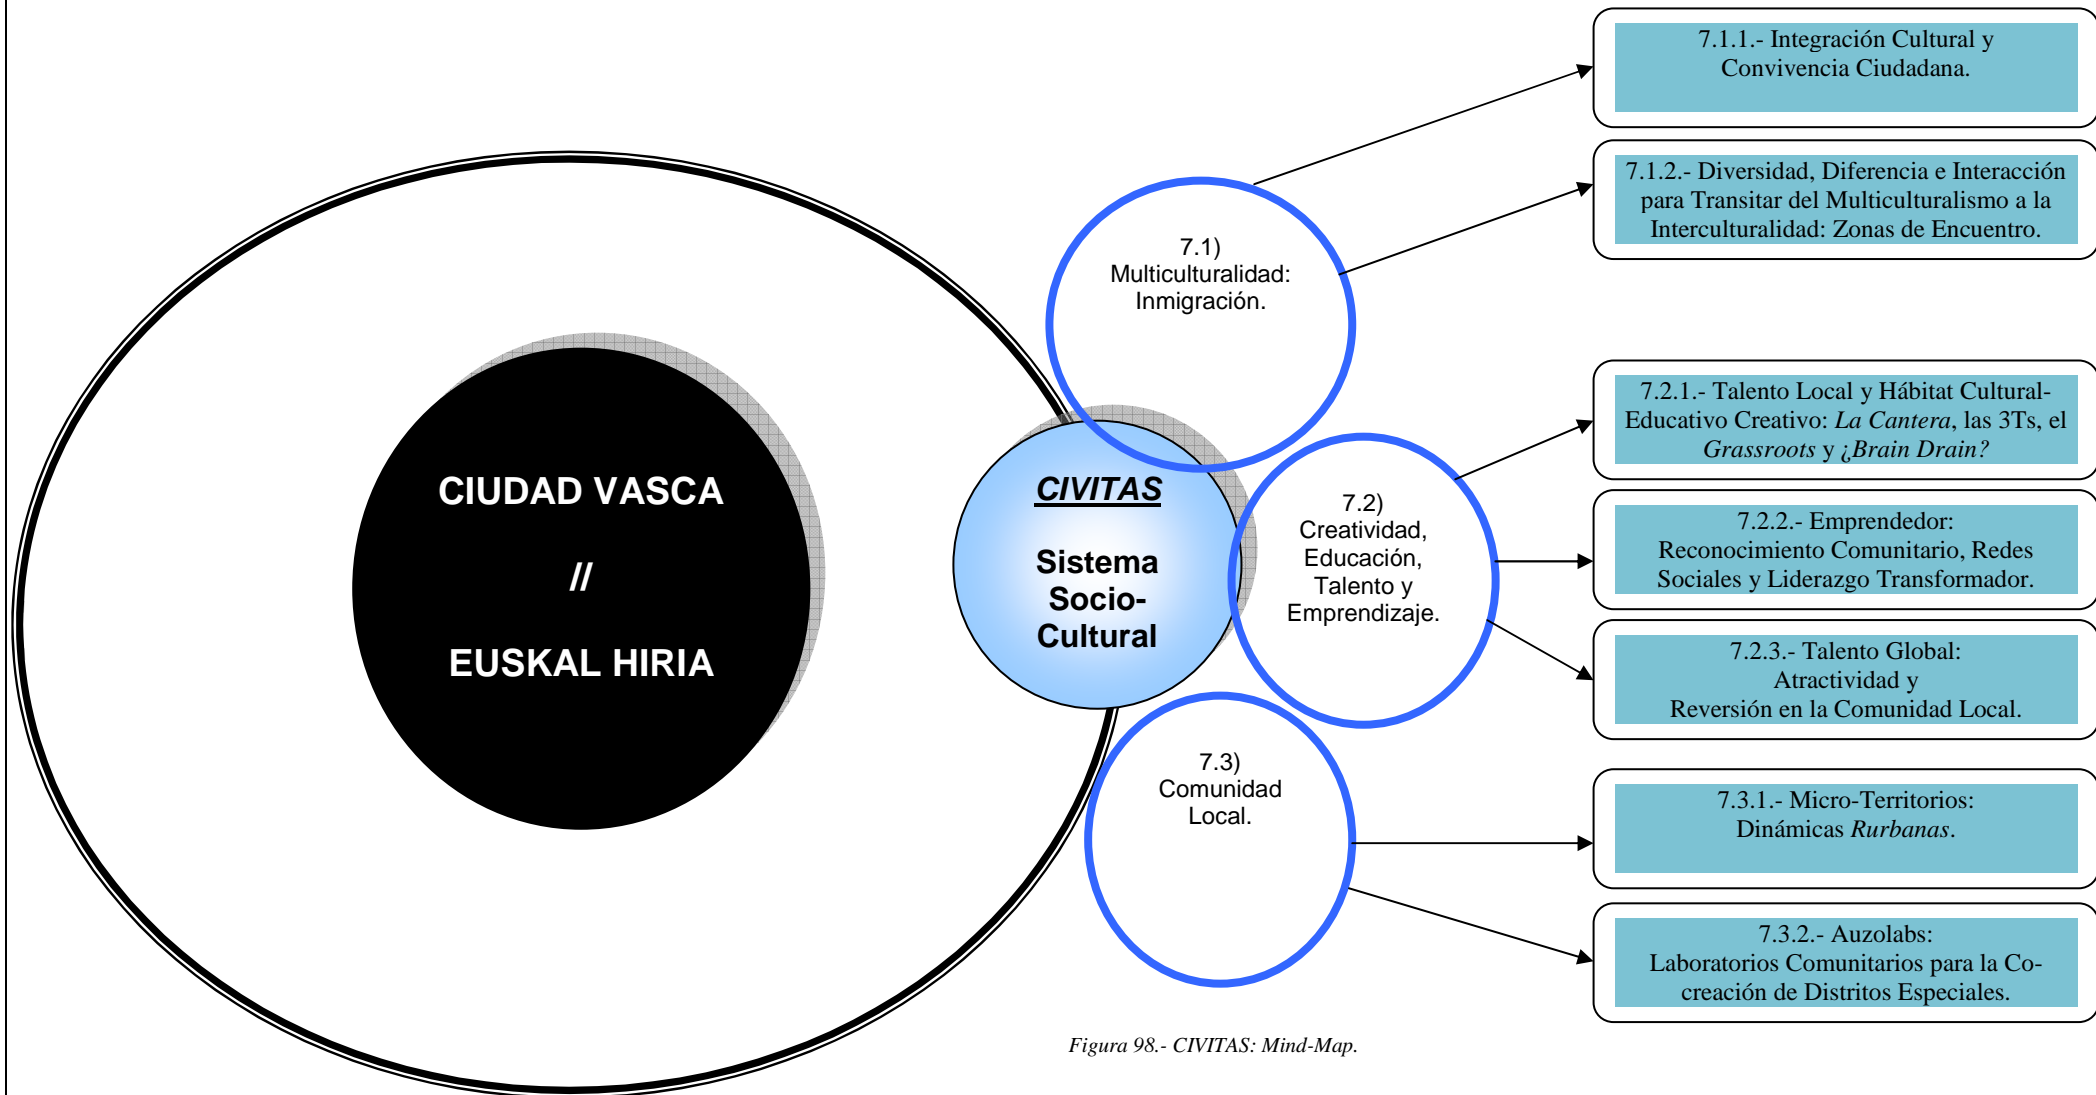 CIUDAD VASCA
//
EUSKAL HIRIA
CIVITAS
Sistema
Socio-
Cultural
7.1)
Multiculturalidad:
Inmigración.
7.1.1.- Integración Cultural y
Convivencia Ciudadana.
7.1.2.- Diversidad, Diferencia e Interacción
para Transitar del Multiculturalismo a la
Interculturalidad: Zonas de Encuentro.
7.2)
Creatividad,
Educación,
Talento y
Emprendizaje.
7.2.1.- Talento Local y Hábitat Cultural-
Educativo Creativo: La Cantera, las 3Ts, el
Grassroots y ¿Brain Drain?
7.2.2.- Emprendedor:
Reconocimiento Comunitario, Redes
Sociales y Liderazgo Transformador.
7.2.3.- Talento Global:
Atractividad y
Reversión en la Comunidad Local.
7.3)
Comunidad
Local.
7.3.1.- Micro-Territorios:
Dinámicas Rurbanas.
7.3.2.- Auzolabs:
Laboratorios Comunitarios para la Co-
creación de Distritos Especiales.
Figura 98.- CIVITAS: Mind-Map.